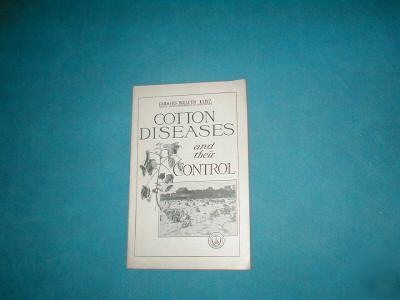 FARMERS' BULLETIN 1187
COTTON
DISEASES
and
their
CONTROL